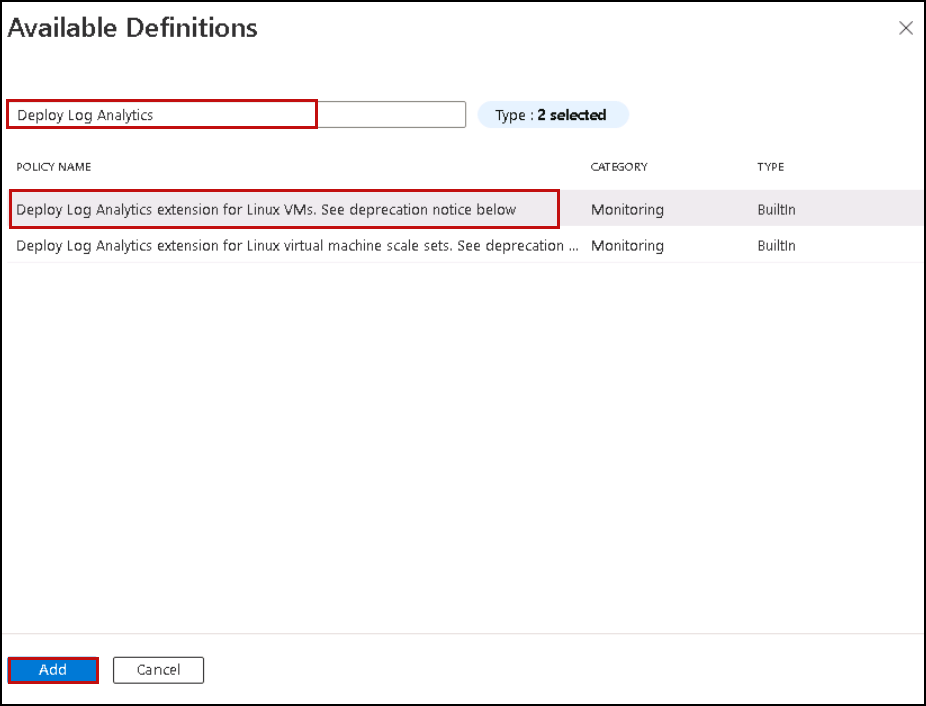 Available Definitions
Deploy Log Analytics
Type : 2 selected
POLICY NAME CATEGORY TYPE
Deploy Log Analytics extension for Linux VMs. See deprecation notice below Monitoring BuiltIn
Deploy Log Analytics extension for Linux virtual machine scale sets. See deprecation ... Monitoring BuiltIn
Add Cancel